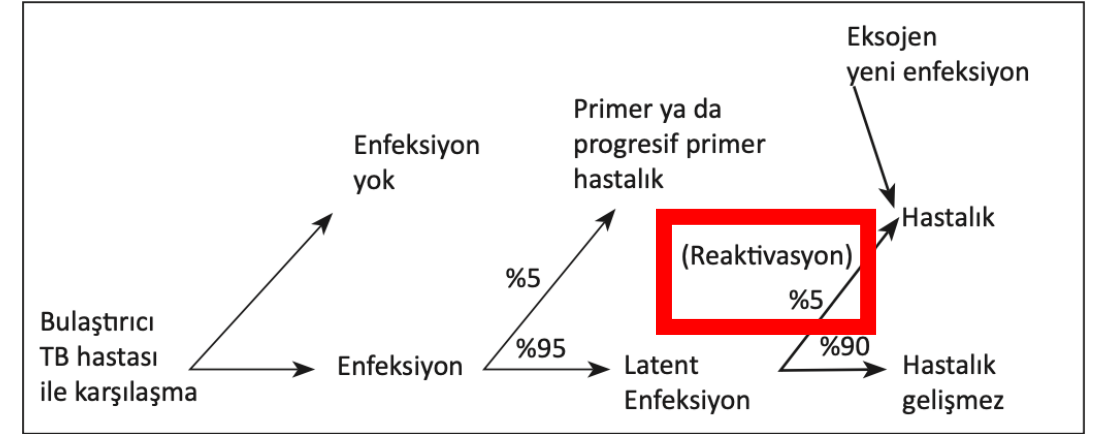 Eksojen
yeni enfeksiyon
Primer ya da
progresif primer
hastalık
Enfeksiyon
yok
Hastalık
(Reaktivasyon)
%5
%5
Bulaştırıcı
TB hastası
ile karşılaşma
Enfeksiyon
%95
Latent
Enfeksiyon
%90
Hastalık
gelişmez